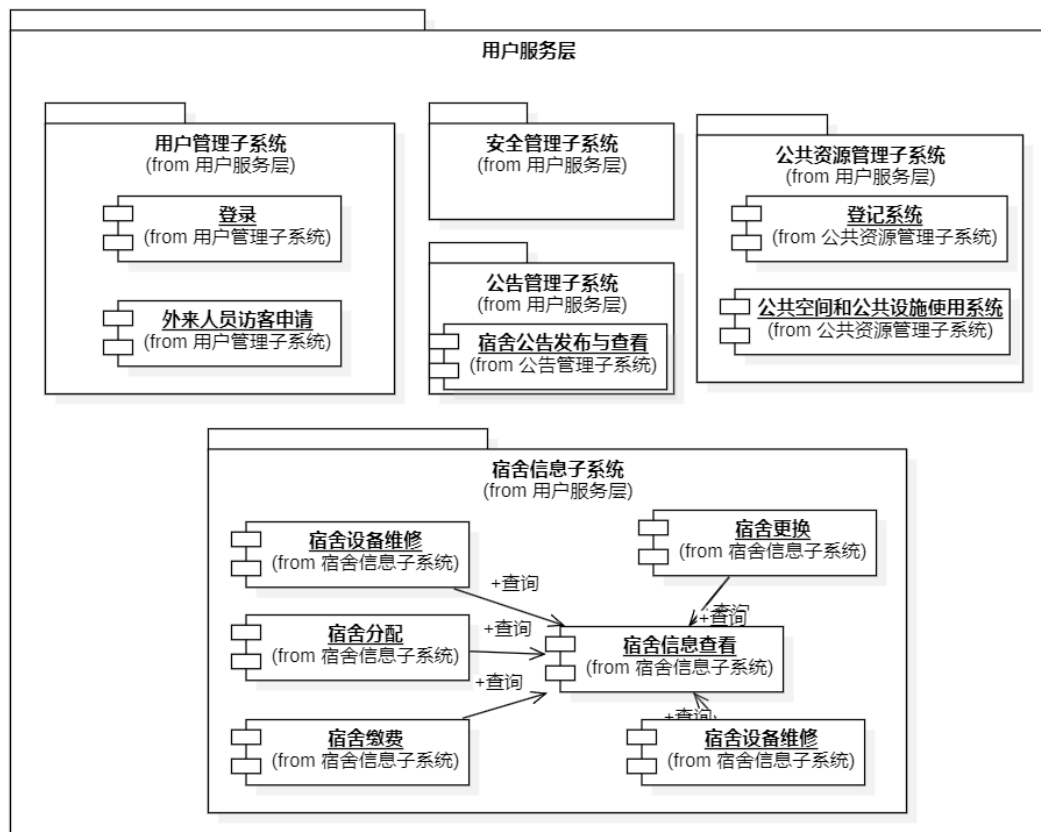 用户服务层
用户管理子系统
(from 用户服务层)
登录
(from 用户管理子系统)
外来人员访客申请
(from 用户管理子系统)
安全管理子系统
(from 用户服务层)
公告管理子系统
(from 用户服务层)
宿舍公告发布与查看
(from 公告管理子系统)
公共资源管理子系统
(from 用户服务层)
登记系统
(from 公共资源管理子系统)
公共空间和公共设施使用系统
(from 公共资源管理子系统)
宿舍信息子系统
(from 用户服务层)
宿舍设备维修
(from 宿舍信息子系统)
宿舍更换
(from 宿舍信息子系统)
+查询
+查询
+查询
宿舍分配
(from 宿舍信息子系统)
+查询
宿舍信息查看
(from 宿舍信息子系统)
+查询
宿舍缴费
(from 宿舍信息子系统)
+查询
宿舍设备维修
(from 宿舍信息子系统)